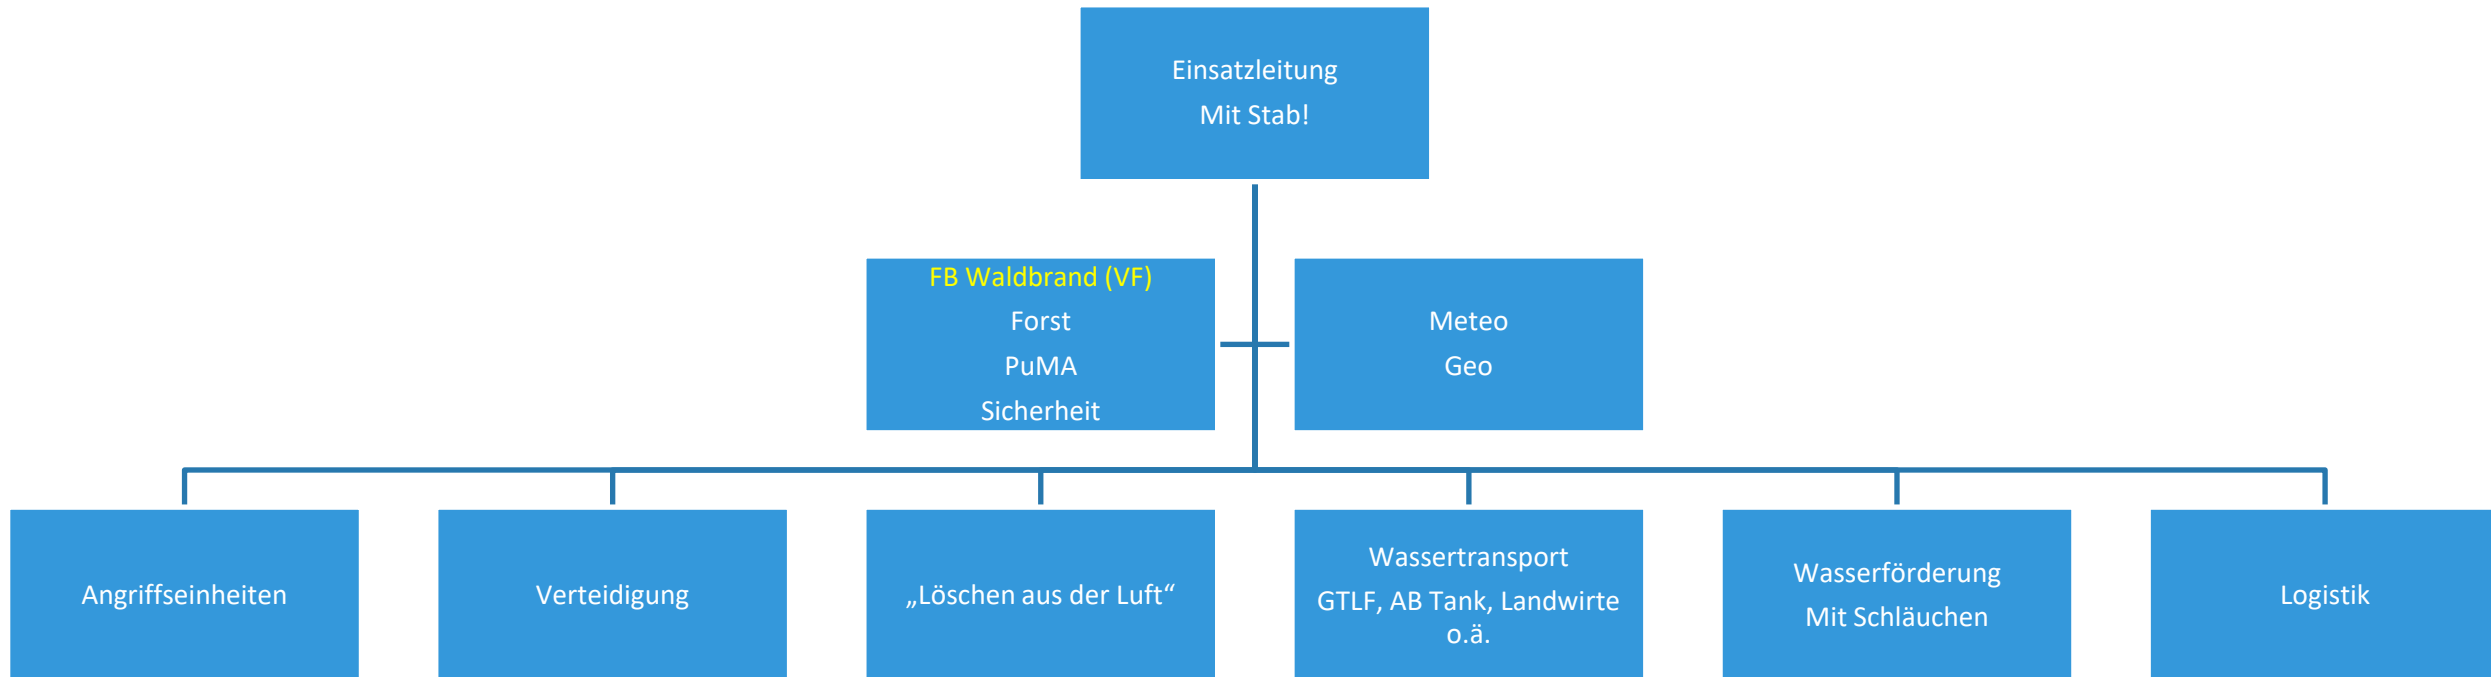 Einsatzleitung
Mit Stab!
FB Waldbrand (VF)
Forst
PuMA
Sicherheit
Meteo
Geo
Angriffseinheiten
Verteidigung
„Löschen aus der Luft“
Wassertransport
GTLF, AB Tank, Landwirte
o.ä.
Wasserförderung
Mit Schläuchen
Logistik